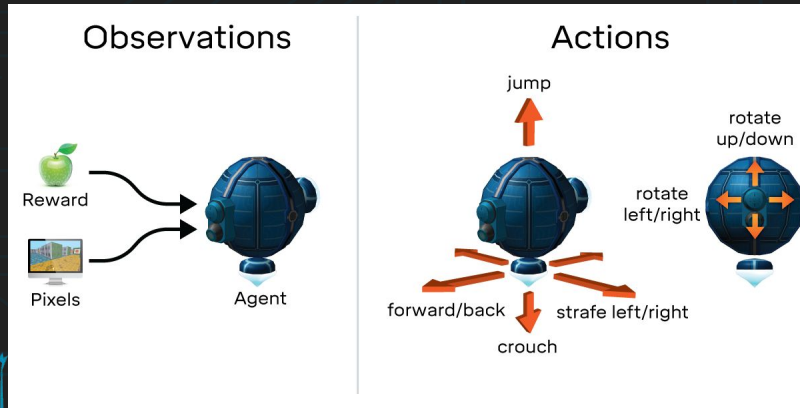 Observations
Reward
Pixels
Agent
Actions
jump
rotate
up/down
rotate
left/right
forward/back
strafe left/right
crouch